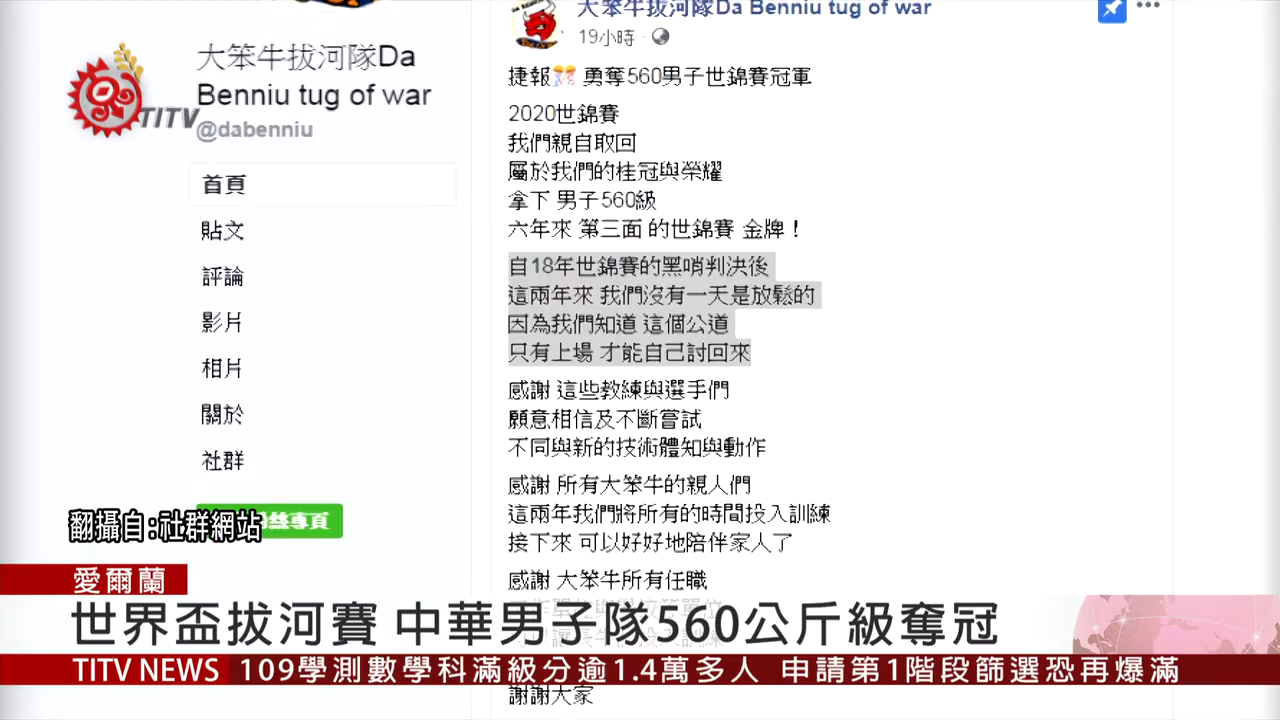 大笨牛拔河隊Da Benniu tug of war
19小時
大笨牛拔河隊Da
Benniu tug of war
@dabenniu
TITV
首頁
貼文
評論
影片
相片
關於
社群
絲專頁
捷報 勇奪560男子世錦賽冠軍
2020世錦賽
我們親自取回
屬於我們的桂冠與榮耀
拿下 男子560級
六年來 第三面 的世錦賽 金牌！
自18年世錦賽的黑哨判決後
這兩年來 我們沒有一天是放鬆的
因為我們知道 這個公道
只有上場 才能自己討回來
感謝 這些教練與選手們
願意相信及不斷嘗試
不同與新的技術體知與動作
感謝 所有大笨牛的親人們
這兩年我們將所有的時間投入訓練
接下來 可以好好地陪伴家人了
感謝 大笨牛所有任職
謝謝大家
翻攝自:社群網站
愛爾蘭
世界盃拔河賽 中華男子隊560公斤級奪冠
TITV NEWS 109學測數學科滿級分逾1.4萬多人 申請第1階段篩選恐再爆滿